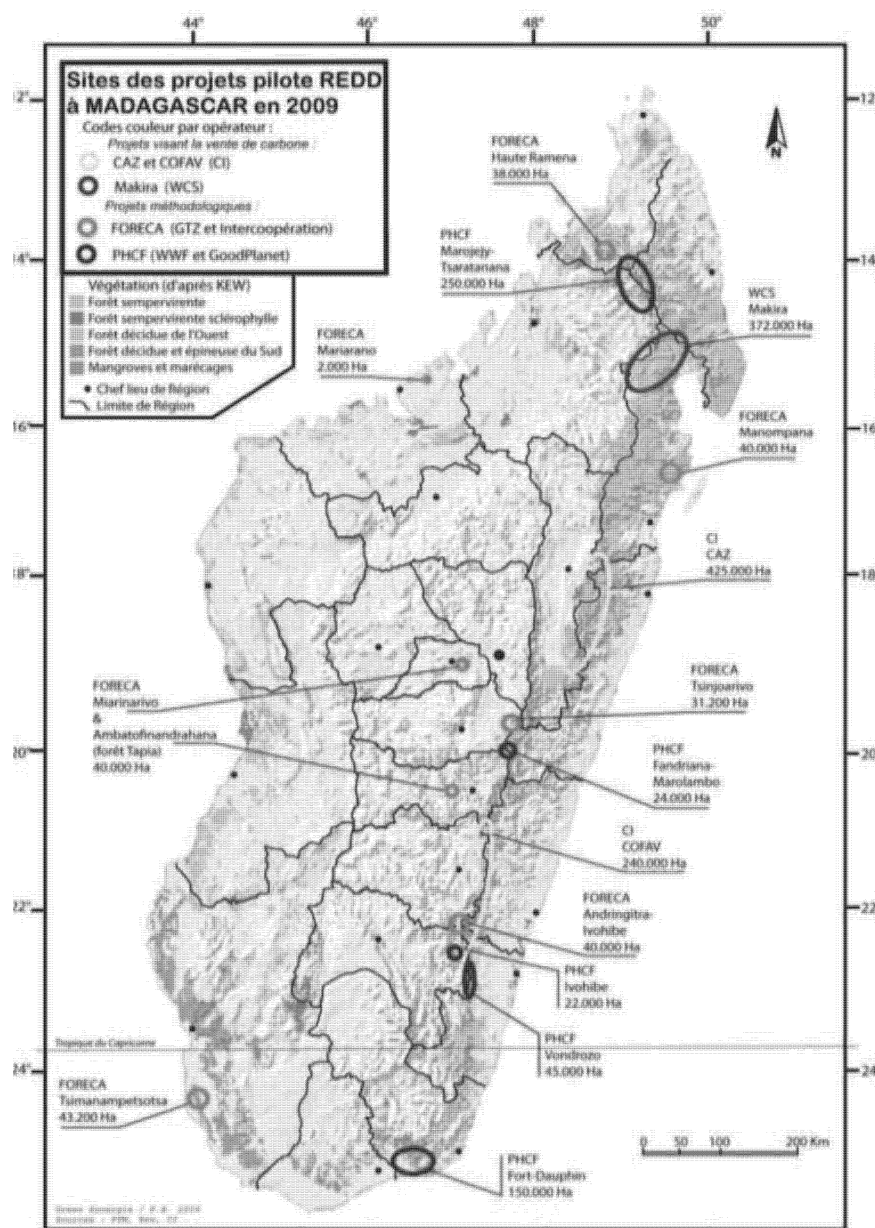 44°
46°
48°
50°
Sites des projets pilote REDD
à MADAGASCAR en 2009
Codes couleur par opérateur :
Projets visant la vente de carbone :
CAZ et COFAV (CI)
Makira (WCS)
Projets méthodologiques :
FORECA (GTZ et Intercoopération)
PHCF (WWF et GoodPlanet)
Végétation (d'après KEW)
Forêt sempervirente
Forêt sempervirente sclérophylle
Forêt décidue de l'Ouest
Forêt décidue et épineuse du Sud
Mangroves et marécages
Chef lieu de Région
Limite de Région
12°
12
N
FORECA
Haute Ramena
38.000 Ha
14°
14
PHCF
Marojejy-
Tsaratanana
250.000 Ha
WCS
Makira
372.000 Ha
FORECA
Mariarano
2.000 Ha
16°
16
FORECA
Manompana
40.000 Ha
CI
CAZ
425.000 Ha
18°
18
FORECA
Miarinarivo
&
Ambatofinandrahana
(forêt Tapia)
40.000 Ha
FORECA
Tsinjoarivo
31.200 Ha
20°
20
PHCF
Fandriana-
Marolambo
24.000 Ha
CI
COFAV
240.000 Ha
22°
22
FORECA
Andringitra-
Ivohibe
40.000 Ha
PHCF
Ivohibe
22.000 Ha
PHCF
Vondrozo
45.000 Ha
Tropique du Capricorne
24°
24
FORECA
Tsimanampetsotsa
43.200 Ha
0 50 100 200 Km
PHCF
Fort-Dauphin
150.000 Ha